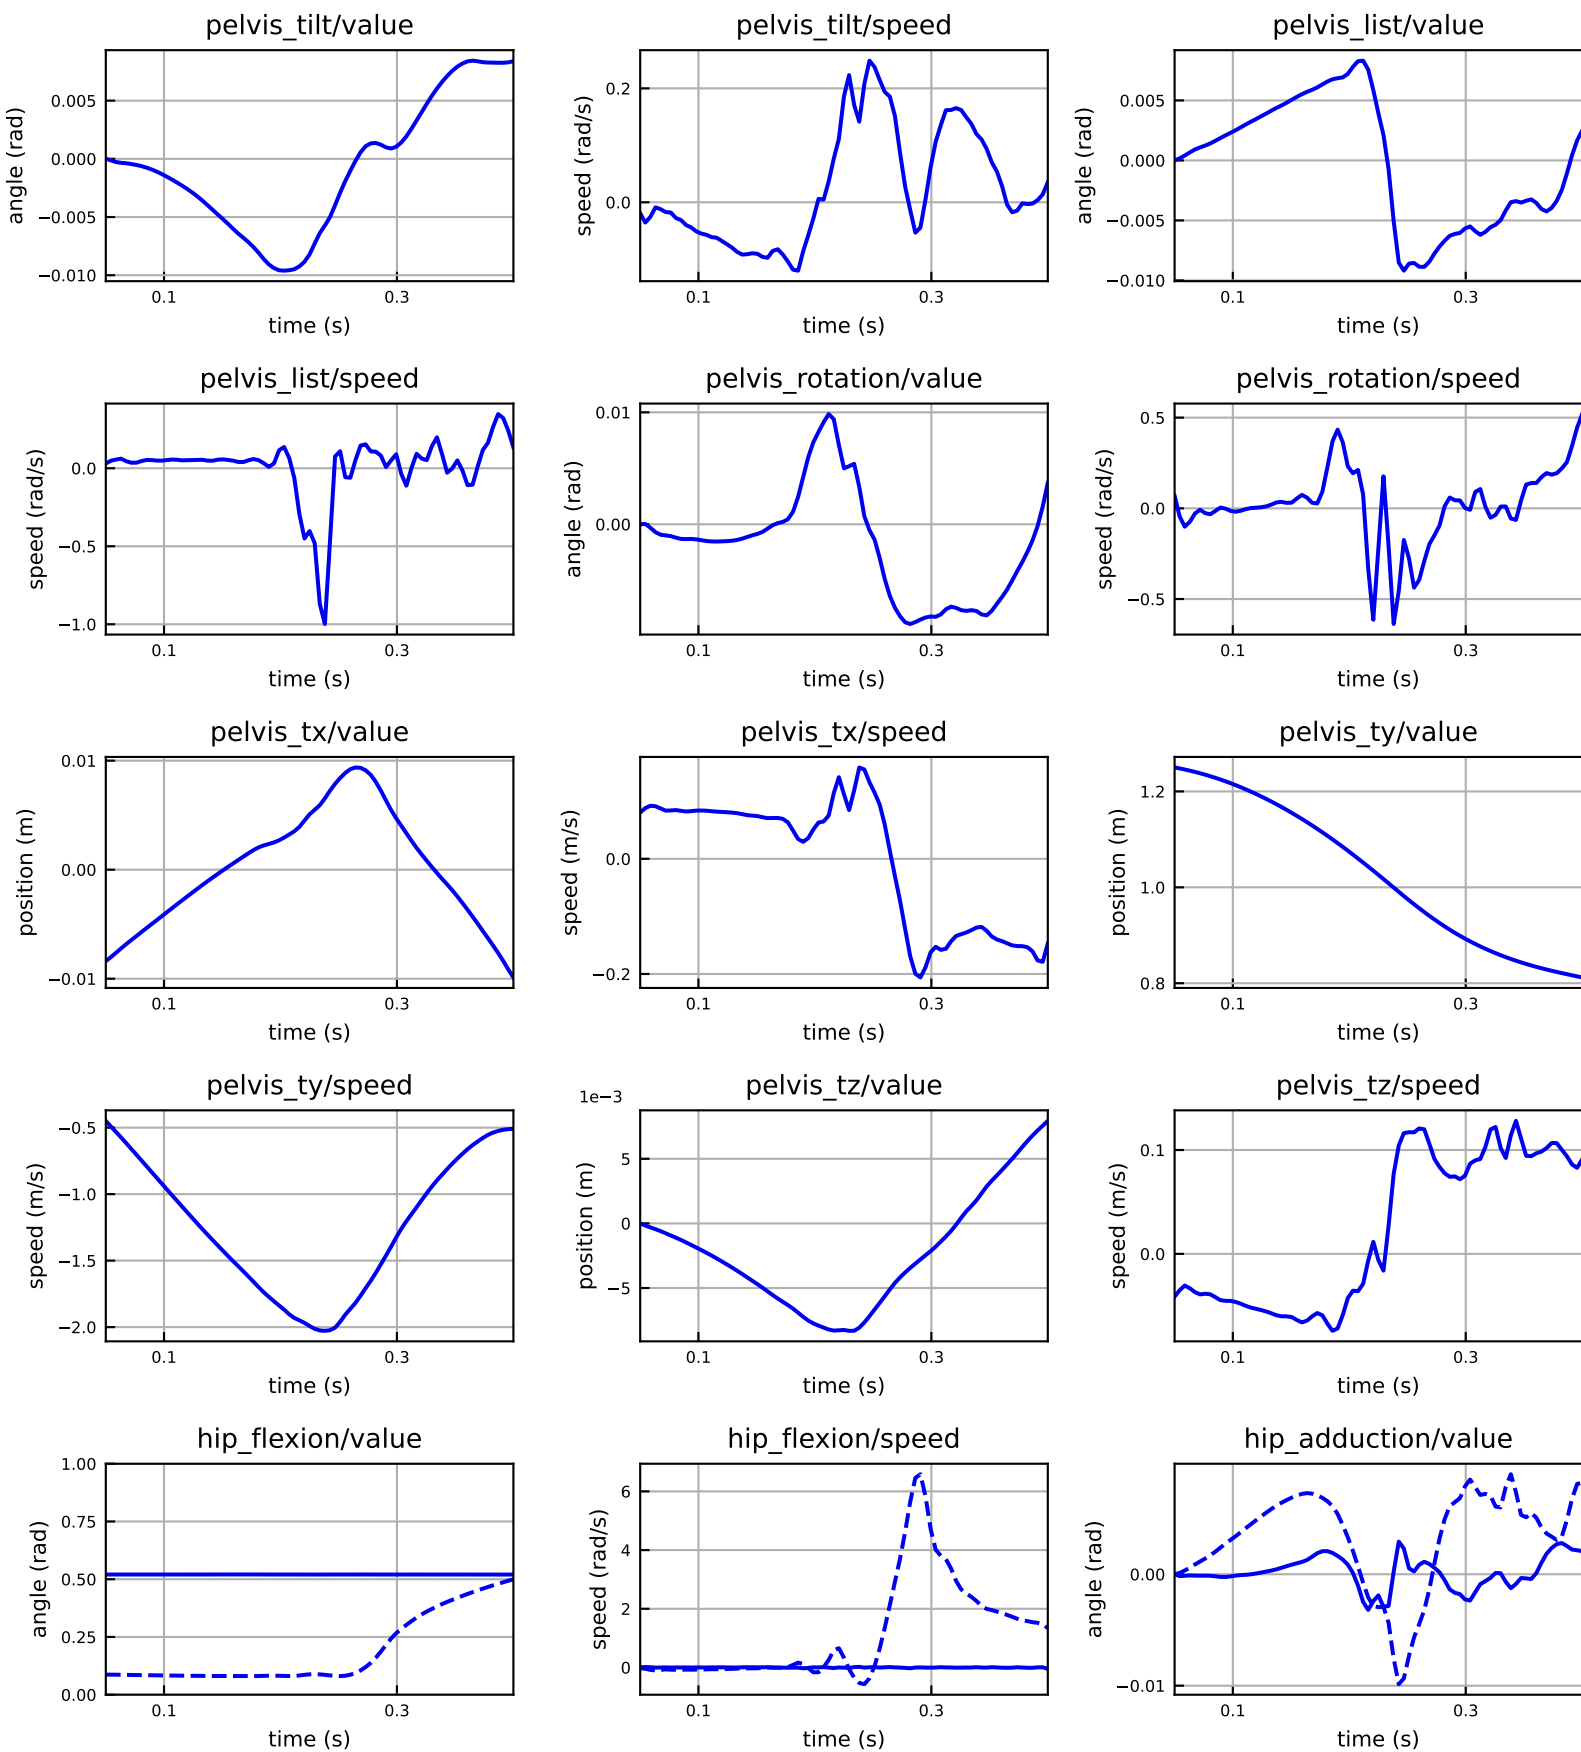 pelvis_tilt/value
pelvis_tilt/speed
pelvis_list/value
angle (rad)
0.005
0.000
−0.005
−0.010
0.1
0.3
time (s)
speed (rad/s)
0.2
0.0
0.1
0.3
time (s)
angle (rad)
0.005
0.000
−0.005
−0.010
0.1
0.3
time (s)
pelvis_list/speed
pelvis_rotation/value
pelvis_rotation/speed
speed (rad/s)
0.0
−0.5
−1.0
0.1
0.3
time (s)
angle (rad)
0.01
0.00
0.1
0.3
time (s)
speed (rad/s)
0.5
0.0
−0.5
0.1
0.3
time (s)
pelvis_tx/value
pelvis_tx/speed
pelvis_ty/value
position (m)
0.01
0.00
−0.01
0.1
0.3
time (s)
speed (m/s)
0.0
−0.2
0.1
0.3
time (s)
position (m)
1.2
1.0
0.8
0.1
0.3
time (s)
pelvis_ty/speed
pelvis_tz/value
pelvis_tz/speed
speed (m/s)
−0.5
−1.0
−1.5
−2.0
0.1
0.3
time (s)
1e−3
position (m)
5
0
−5
0.1
0.3
time (s)
speed (m/s)
0.1
0.0
0.1
0.3
time (s)
hip_flexion/value
hip_flexion/speed
hip_adduction/value
angle (rad)
1.00
0.75
0.50
0.25
0.00
0.1
0.3
time (s)
speed (rad/s)
6
4
2
0
0.1
0.3
time (s)
angle (rad)
0.00
−0.01
0.1
0.3
time (s)